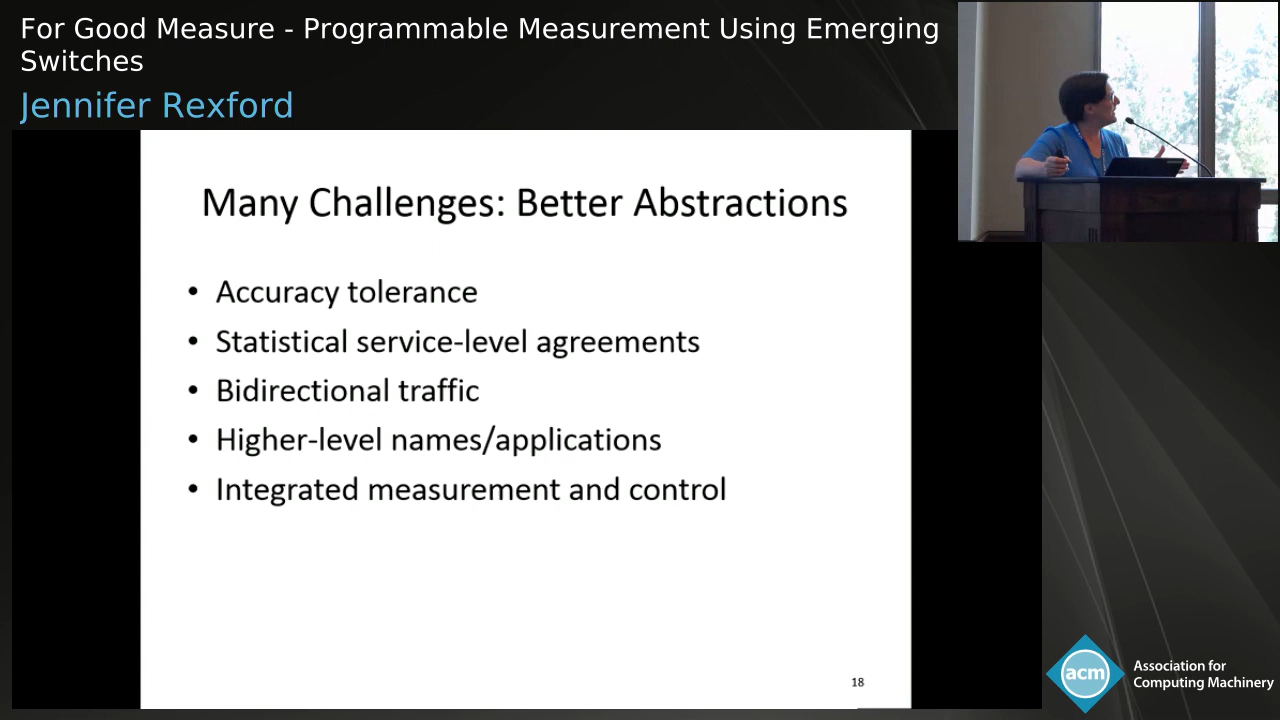 For Good Measure - Programmable Measurement Using Emerging
Switches
Jennifer Rexford
Many Challenges: Better Abstractions
• Accuracy tolerance
• Statistical service-level agreements
• Bidirectional traffic
• Higher-level names/applications
• Integrated measurement and control
18
acm
Association for
Computing Machinery